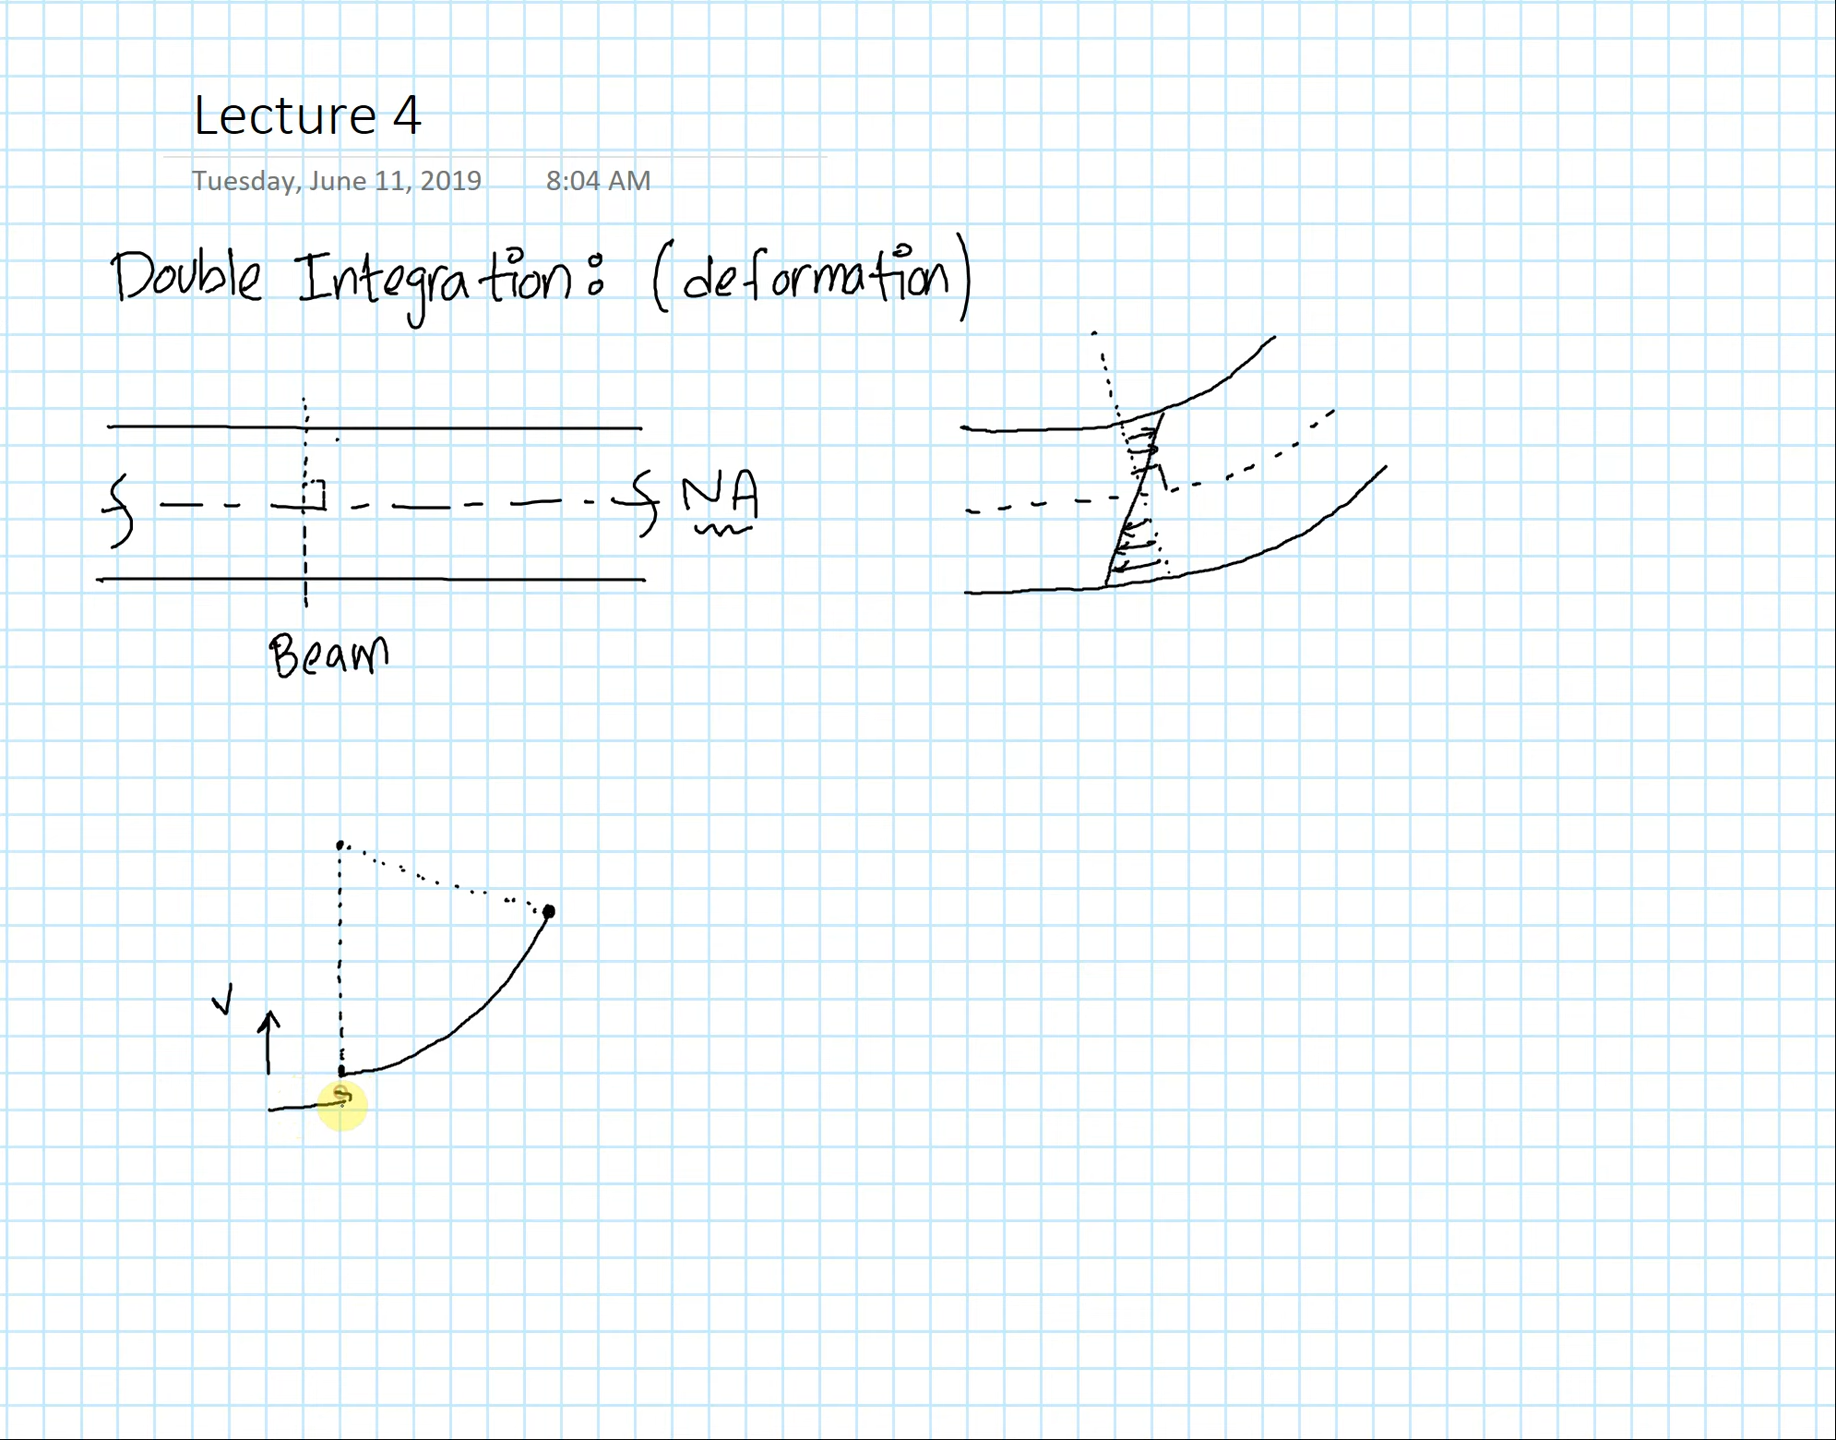 Lecture 4
Tuesday, June 11, 2019 8:04 AM
Double Integration: (deformation)
NA
Beam
V